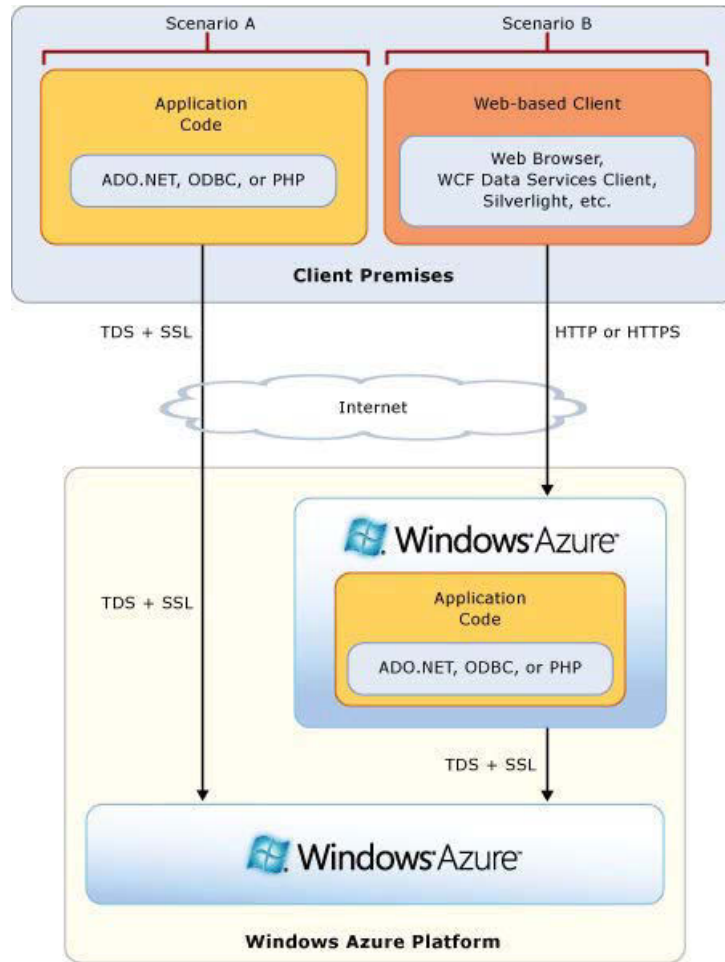 Scenario A
Scenario B
Application
Code
ADO.NET, ODBC, or PHP
Web-based Client
Web Browser,
WCF Data Services Client,
Silverlight, etc.
Client Premises
TDS + SSL
HTTP or HTTPS
Internet
Windows Azure™
Application
Code
ADO.NET, ODBC, or PHP
TDS + SSL
TDS + SSL
Windows Azure™
Windows Azure Platform